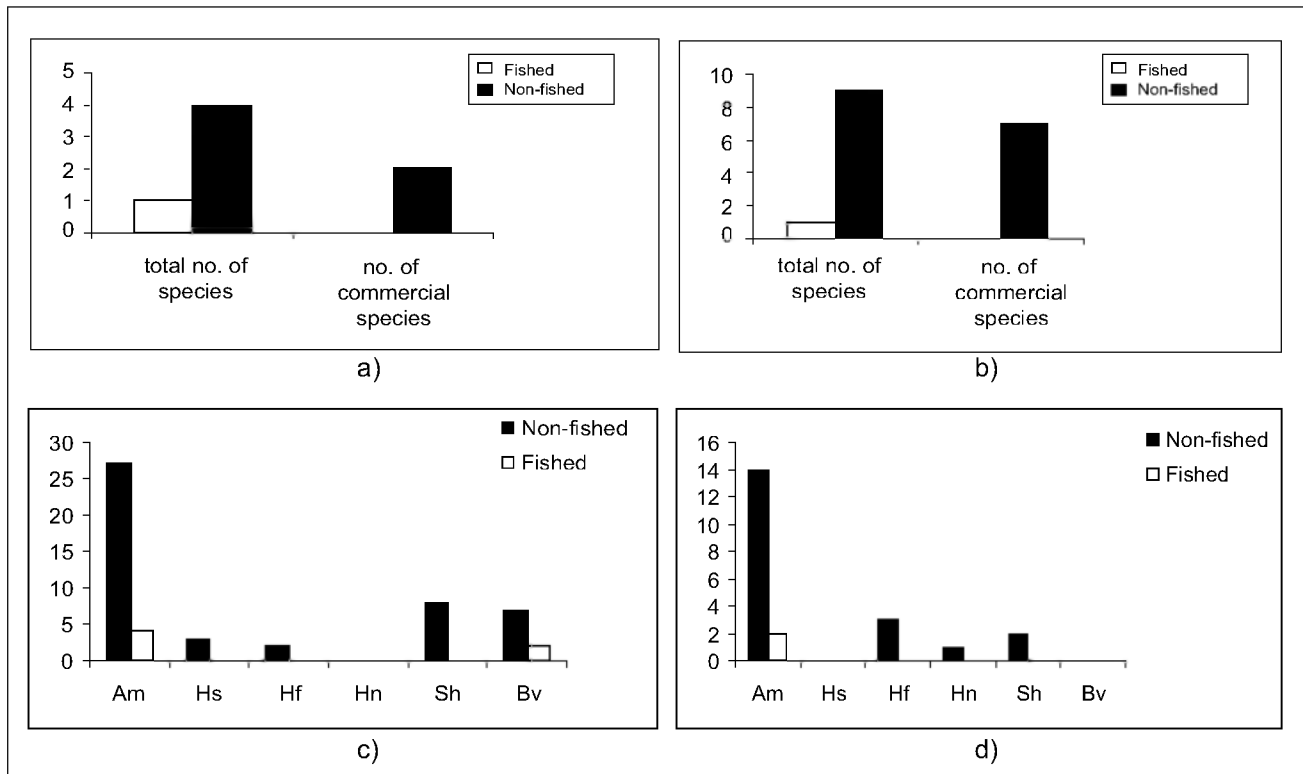 5
4
3
2
1
0
Fished
Non-fished
total no. of
species
no. of
commercial
species
a)
10
8
6
4
2
0
Fished
Non-fished
total no. of
species
no. of
commercial
species
b)
30
25
20
15
10
5
0
Non-fished
Fished
Am Hs Hf Hn Sh Bv
c)
16
14
12
10
8
6
4
2
0
Non-fished
Fished
Am Hs Hf Hn Sh Bv
d)